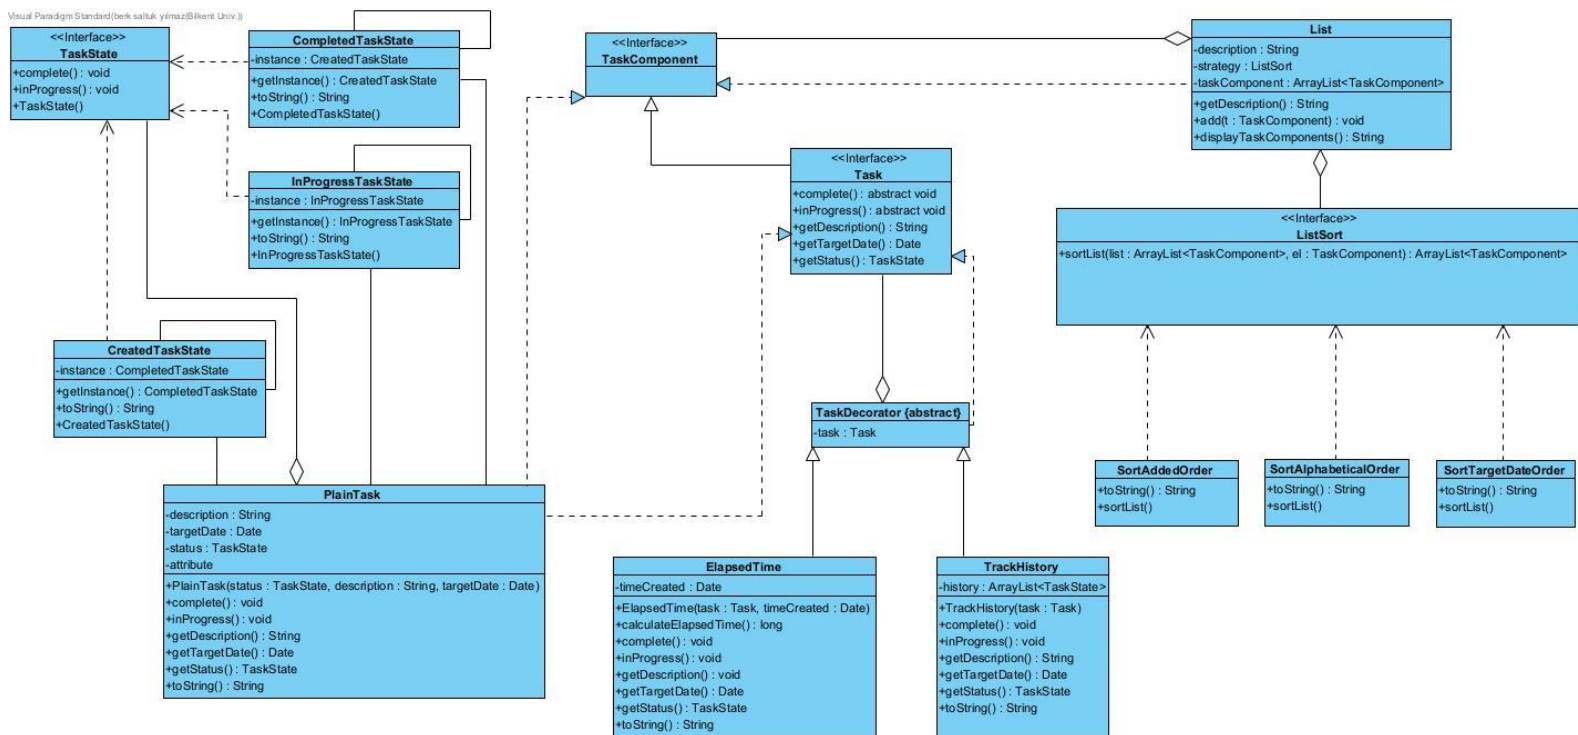 Visual Paradigm Standard(berk saltuk yılmaz(Bilkent Univ.))
<<Interface>>
TaskState
+complete() : void
+inProgress() : void
+TaskState()
CompletedTaskState
-instance : CreatedTaskState
+getInstance() : CreatedTaskState
+toString() : String
+CompletedTaskState()
InProgressTaskState
-instance : InProgressTaskState
+getInstance() : InProgressTaskState
+toString() : String
+InProgressTaskState()
CreatedTaskState
-instance : CompletedTaskState
+getInstance() : CompletedTaskState
+toString() : String
+CreatedTaskState()
PlainTask
-description : String
-targetDate : Date
-status : TaskState
-attribute
+PlainTask(status : TaskState, description : String, targetDate : Date)
+complete() : void
+inProgress() : void
+getDescription() : String
+getTargetDate() : Date
+getStatus() : TaskState
+toString() : String
<<Interface>>
TaskComponent
<<Interface>>
Task
+complete() : abstract void
+inProgress() : abstract void
+getDescription() : String
+getTargetDate() : Date
+getStatus() : TaskState
TaskDecorator {abstract}
-task : Task
ElapsedTime
-timeCreated : Date
+ElapsedTime(task : Task, timeCreated : Date)
+calculateElapsedTime() : long
+complete() : void
+inProgress() : void
+getDescription() : void
+getTargetDate() : Date
+getStatus() : TaskState
+toString() : String
TrackHistory
-history : ArrayList<TaskState>
+TrackHistory(task : Task)
+complete() : void
+inProgress() : void
+getDescription() : String
+getTargetDate() : Date
+getStatus() : TaskState
+toString() : String
List
-description : String
-strategy : ListSort
-taskComponent : ArrayList<TaskComponent>
+getDescription() : String
+add(t : TaskComponent) : void
+displayTaskComponents() : String
<<Interface>>
ListSort
+sortList(list : ArrayList<TaskComponent>, el : TaskComponent) : ArrayList<TaskComponent>
SortAddedOrder
+toString() : String
+sortList()
SortAlphabeticalOrder
+toString() : String
+sortList()
SortTargetDateOrder
+toString() : String
+sortList()